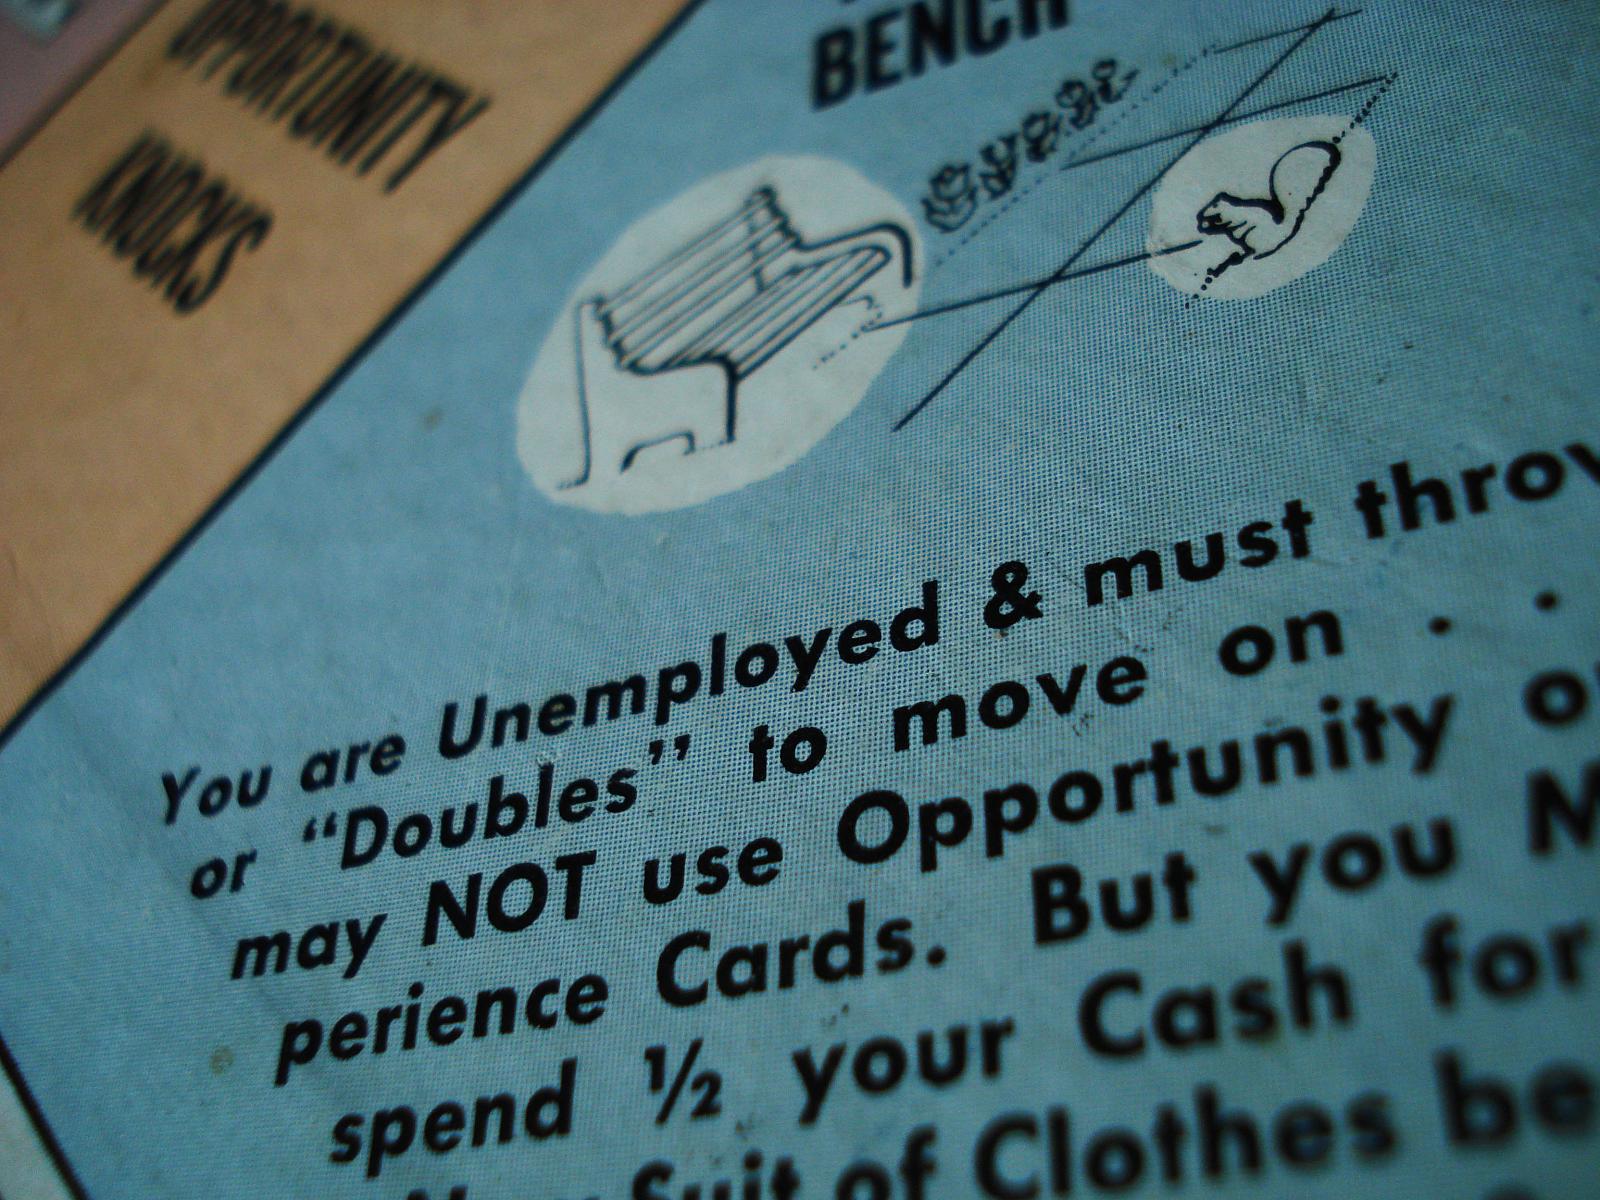 OPPORTUNITY
KNOCKS
BENCH
You are Unemployed & must throw
or "Doubles" to move on . .
may NOT use Opportunity or
perience Cards. But you
spend ½ your Cash for
Suit of Clothes be